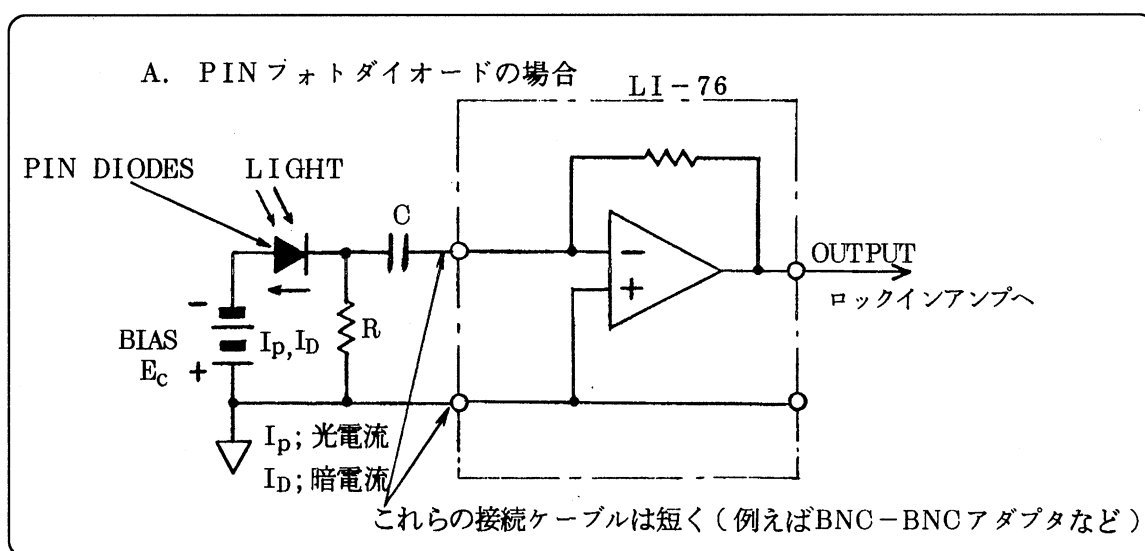 A. PINフォトダイオードの場合
LI-76
PIN DIODES
LIGHT
C
-
+
OUTPUT
ロックインアンプへ
-
BIAS
Ec
+
Ip, ID
R
Ip; 光電流
ID; 暗電流
これらの接続ケーブルは短く(例えばBNC-BNCアダプタなど)